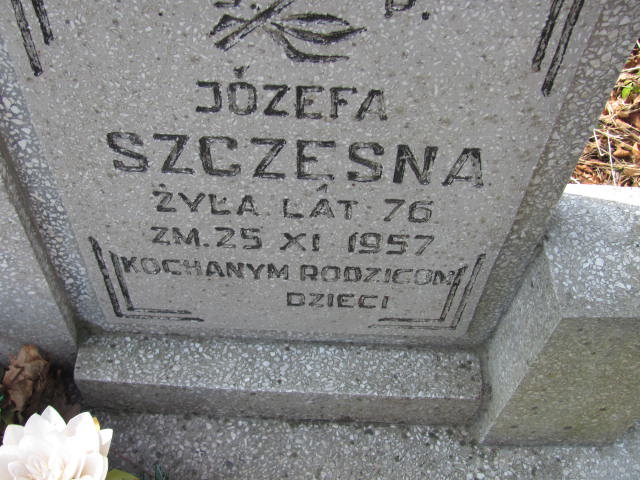 P.
JÓZEFA
SZCZĘSNA
ŻYŁA LAT 76
ZM. 25 XI 1957
KOCHANYM RODZICOM
DZIECI